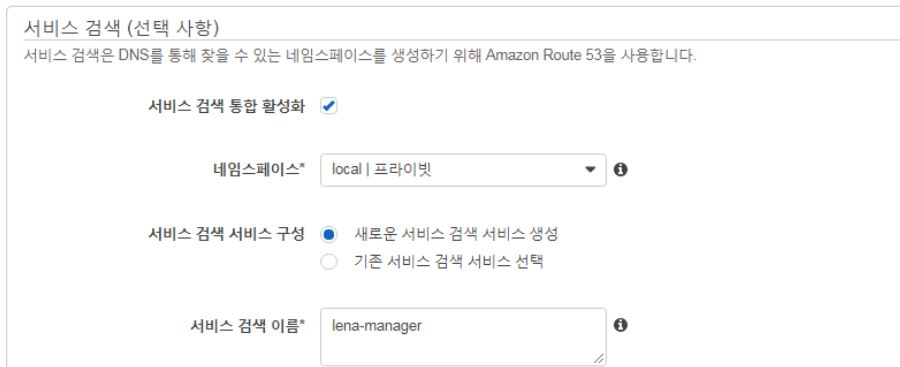 서비스 검색 (선택 사항)
서비스 검색은 DNS를 통해 찾을 수 있는 네임스페이스를 생성하기 위해 Amazon Route 53을 사용합니다.
서비스 검색 통합 활성화
네임스페이스* local | 프라이빗
서비스 검색 서비스 구성 새로운 서비스 검색 서비스 생성
기존 서비스 검색 서비스 선택
서비스 검색 이름* lena-manager